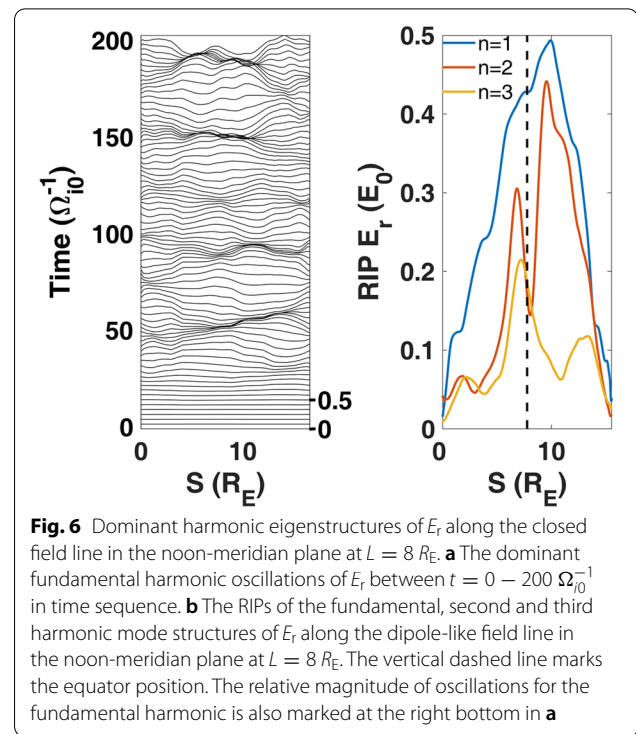 200
150
100
50
0
Time (Ω_{i0}^{-1})
0.5
0
0
10
S (R_E)
0.5
0.4
0.3
0.2
0.1
0
RIP E_r (E_0)
n=1
n=2
n=3
0
10
S (R_E)
Fig. 6 Dominant harmonic eigenstructures of E_r along the closed
field line in the noon-meridian plane at L = 8 R_E. a The dominant
fundamental harmonic oscillations of E_r between t = 0 − 200 Ω_{i0}^{−1}
in time sequence. b The RIPs of the fundamental, second and third
harmonic mode structures of E_r along the dipole-like field line in
the noon-meridian plane at L = 8 R_E. The vertical dashed line marks
the equator position. The relative magnitude of oscillations for the
fundamental harmonic is also marked at the right bottom in a